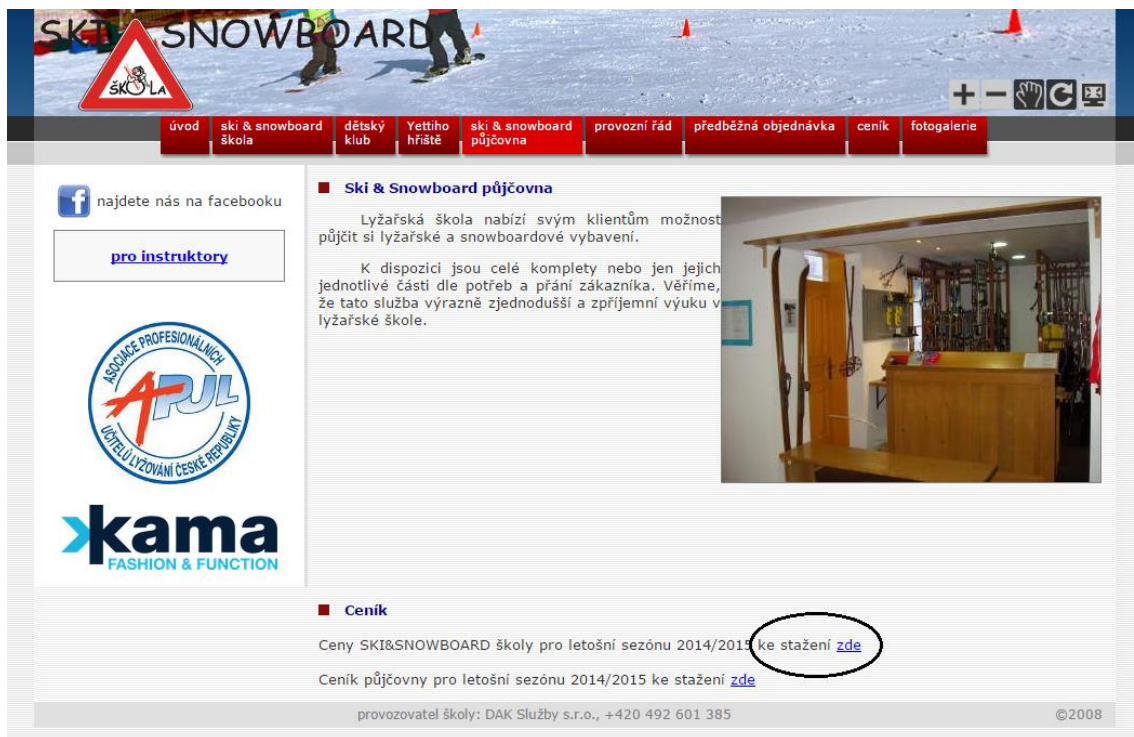 SKI SNOWBOARD
ŠKOLA
úvod
ski & snowboard
škola
dětský
klub
Yettiho
hřiště
ski & snowboard
půjčovna
provozní řád
předběžná objednávka
ceník
fotogalerie
najdete nás na facebooku
pro instruktory
ASOCIACE PROFESIONÁLNÍCH
APUL
UČITELŮ LYŽOVÁNÍ ČESKÉ REPUBLIKY
kama
FASHION & FUNCTION
Ski & Snowboard půjčovna
Lyžařská škola nabízí svým klientům možnost
půjčit si lyžařské a snowboardové vybavení.
K dispozici jsou celé komplety nebo jen jejich
jednotlivé části dle potřeb a přání zákazníka. Věříme,
že tato služba výrazně zjednodušší a zpříjemní výuku v
lyžařské škole.
Ceník
Ceny SKI&SNOWBOARD školy pro letošní sezónu 2014/2015 ke stažení zde
Ceník půjčovny pro letošní sezónu 2014/2015 ke stažení zde
provozovatel školy: DAK Služby s.r.o., +420 492 601 385
©2008